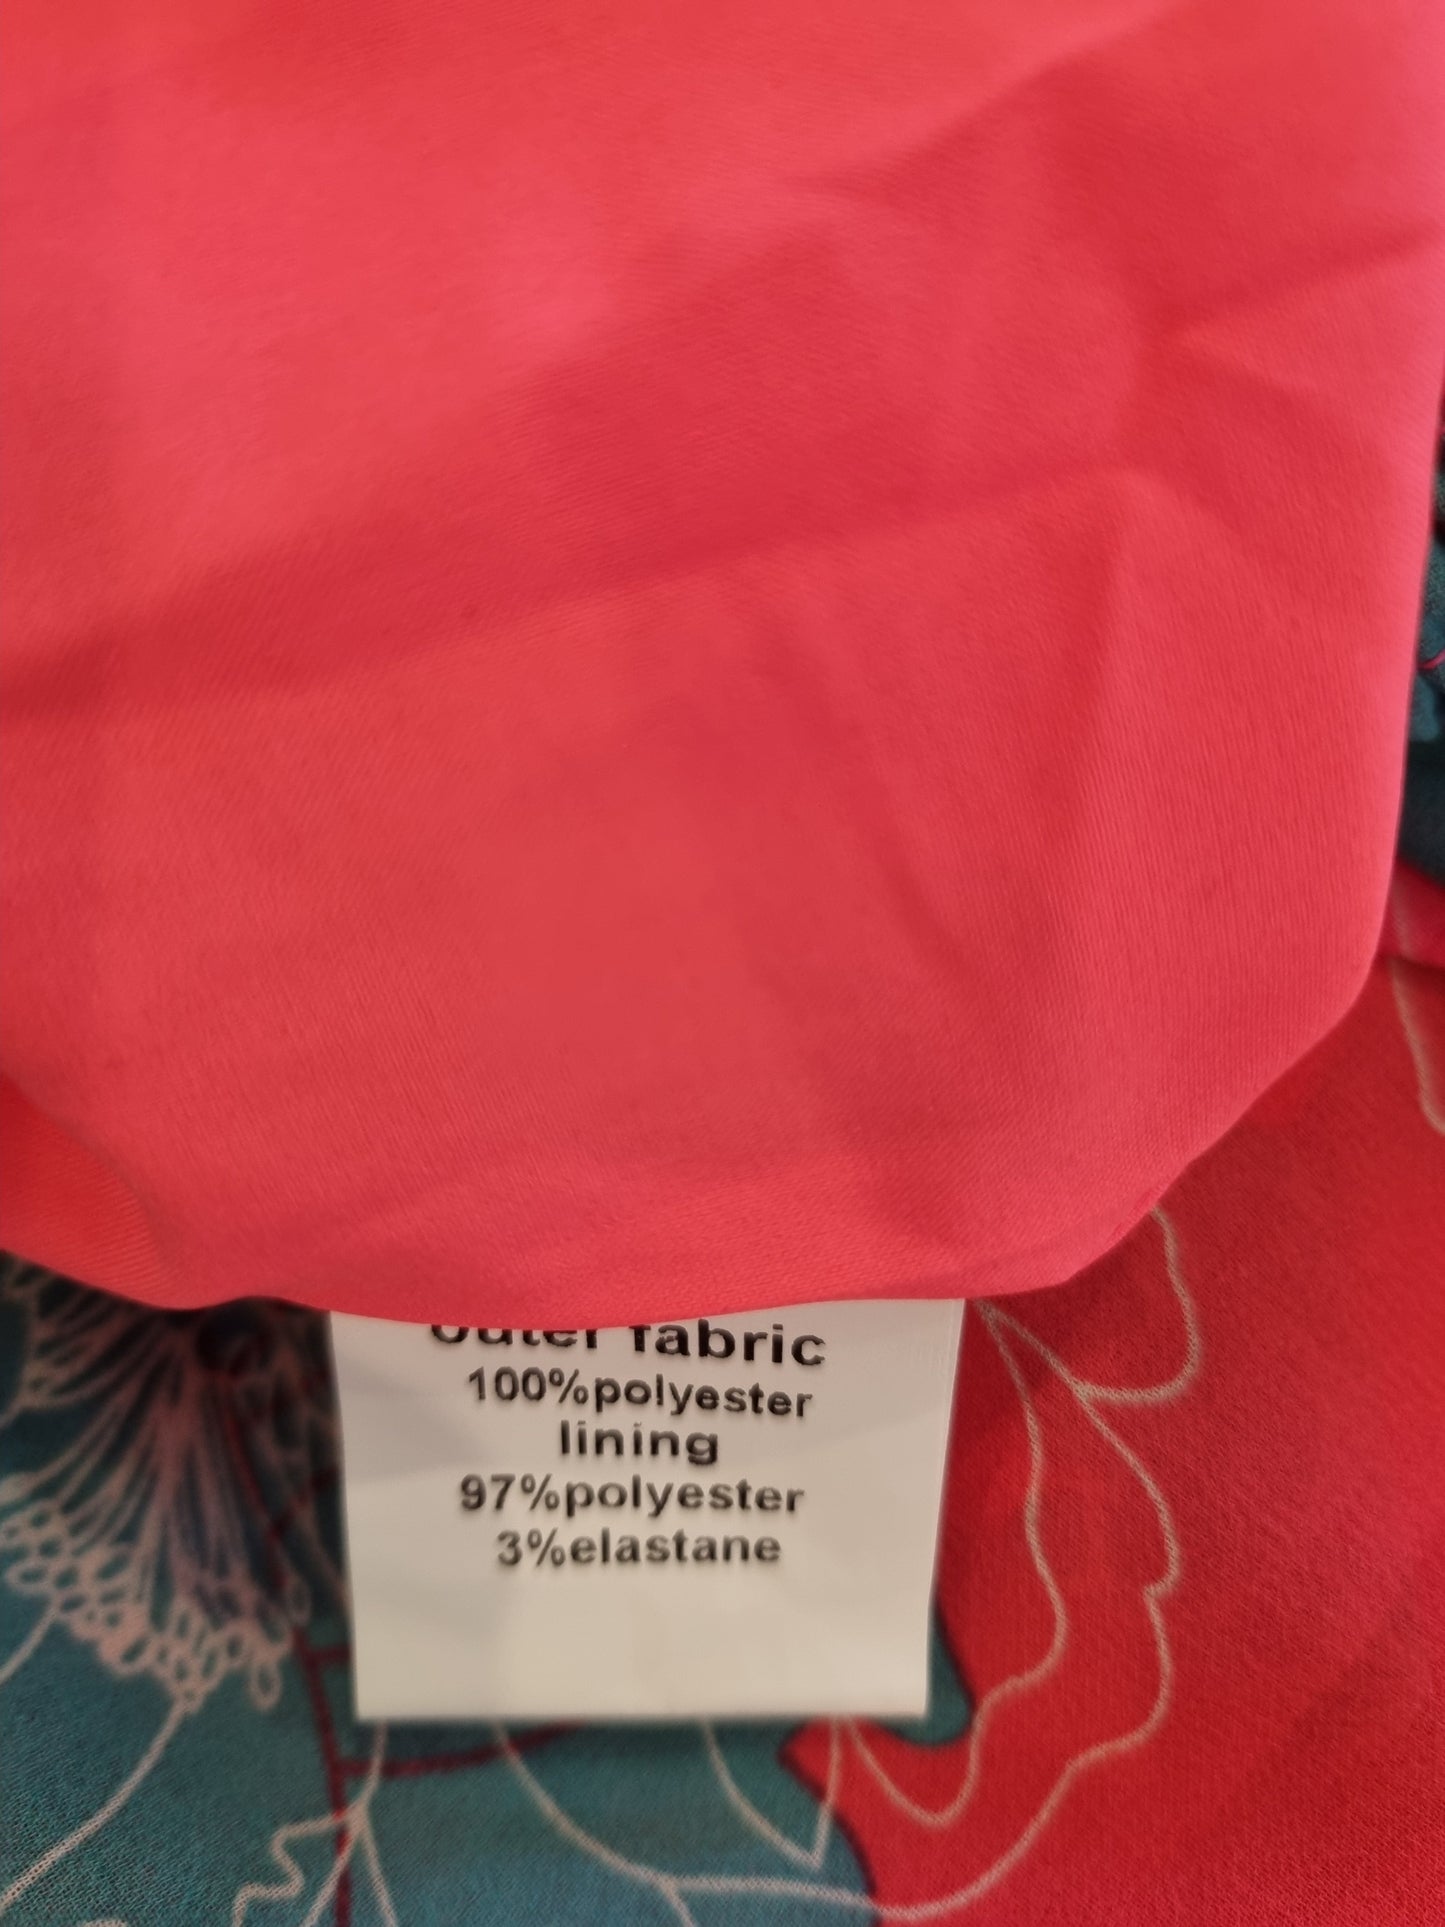 outer fabric
100%polyester
lining
97%polyester
3%elastane